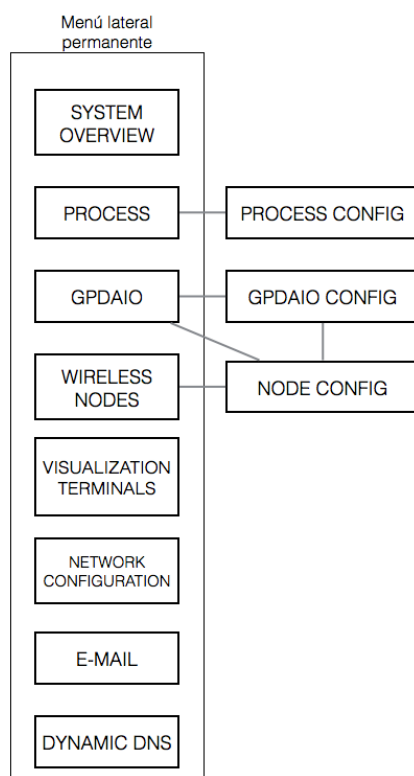 Menú lateral
permanente
SYSTEM
OVERVIEW
PROCESS
PROCESS CONFIG
GPDAIO
GPDAIO CONFIG
WIRELESS
NODES
NODE CONFIG
VISUALIZATION
TERMINALS
NETWORK
CONFIGURATION
E-MAIL
DYNAMIC DNS